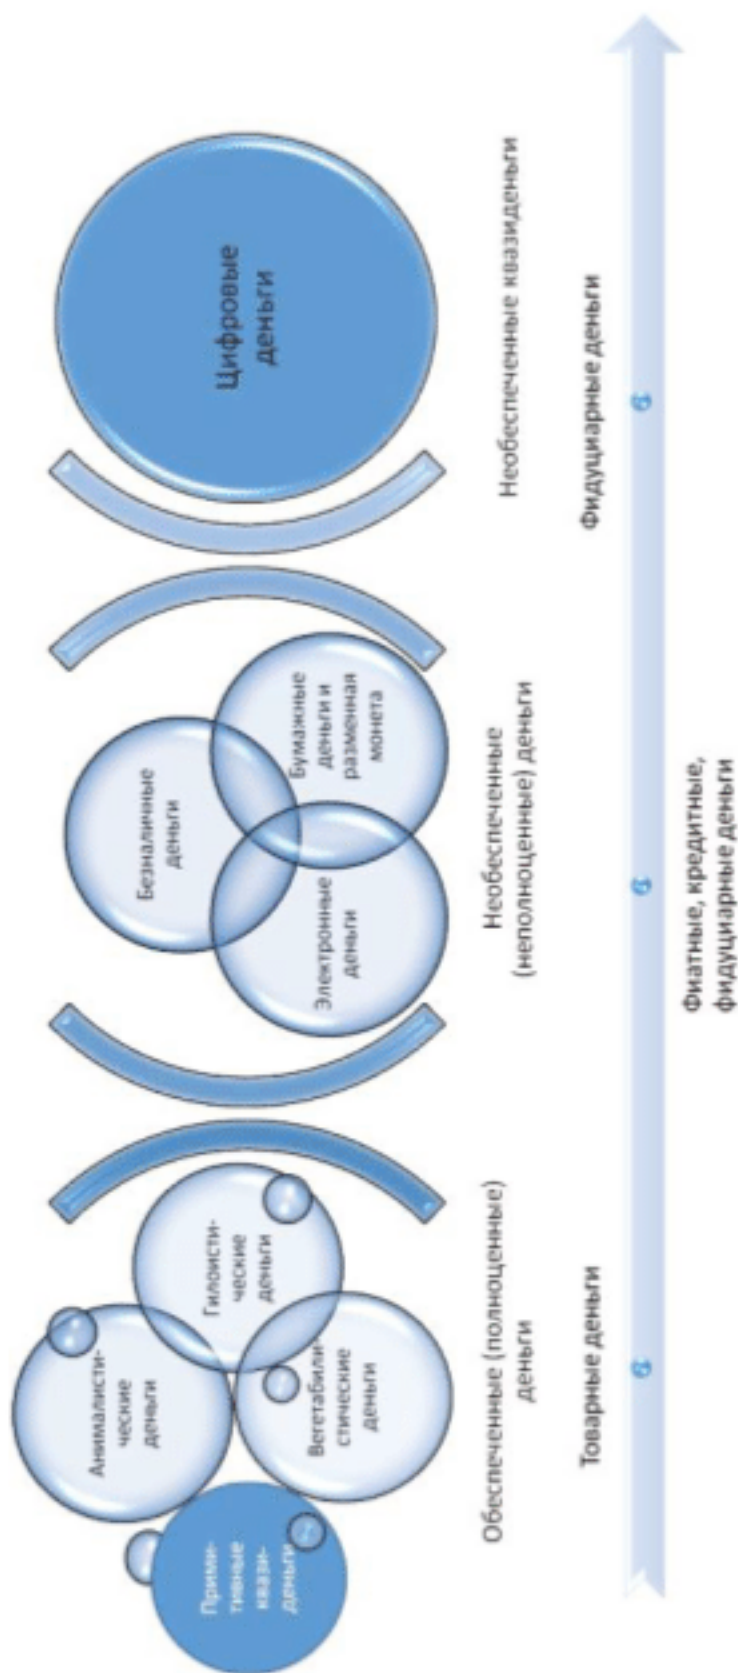 Прими-
тивные
квази-
деньги
Анималисти-
ческие
деньги
Вегетабили
стические
деньги
Гилоисти-
ческие
деньги
Электронные
деньги
Безналичные
деньги
Бумажные
деньги и
разменная
монета
Цифровые
деньги
Обеспеченные (полноценные)
деньги
Необеспеченные
(неполноценные) деньги
Необеспеченные квазиденьги
Товарные деньги
Фиатные, кредитные,
фидуциарные деньги
Фидуциарные деньги